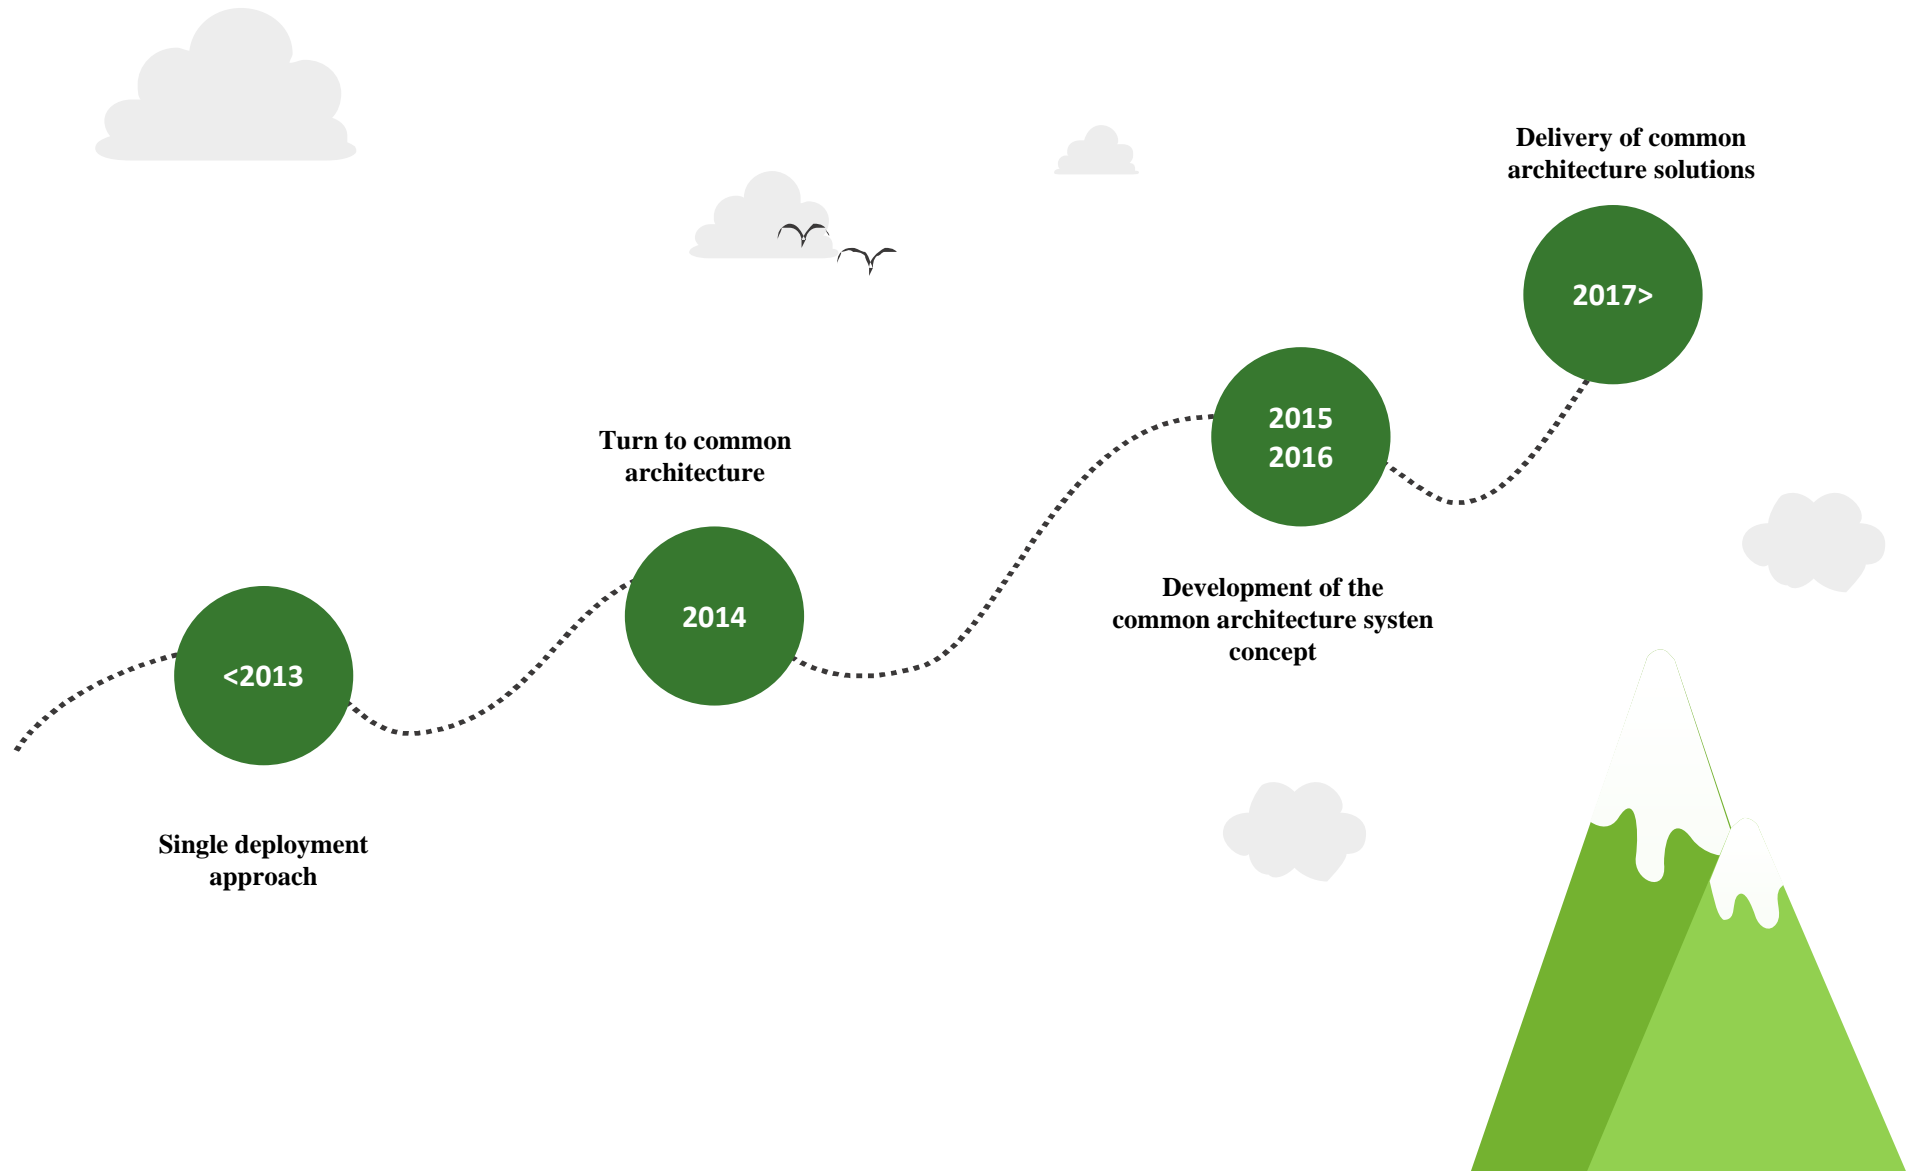 <2013
Single deployment
approach
Turn to common
architecture
2014
2015
2016
Development of the
common architecture systen
concept
Delivery of common
architecture solutions
2017>